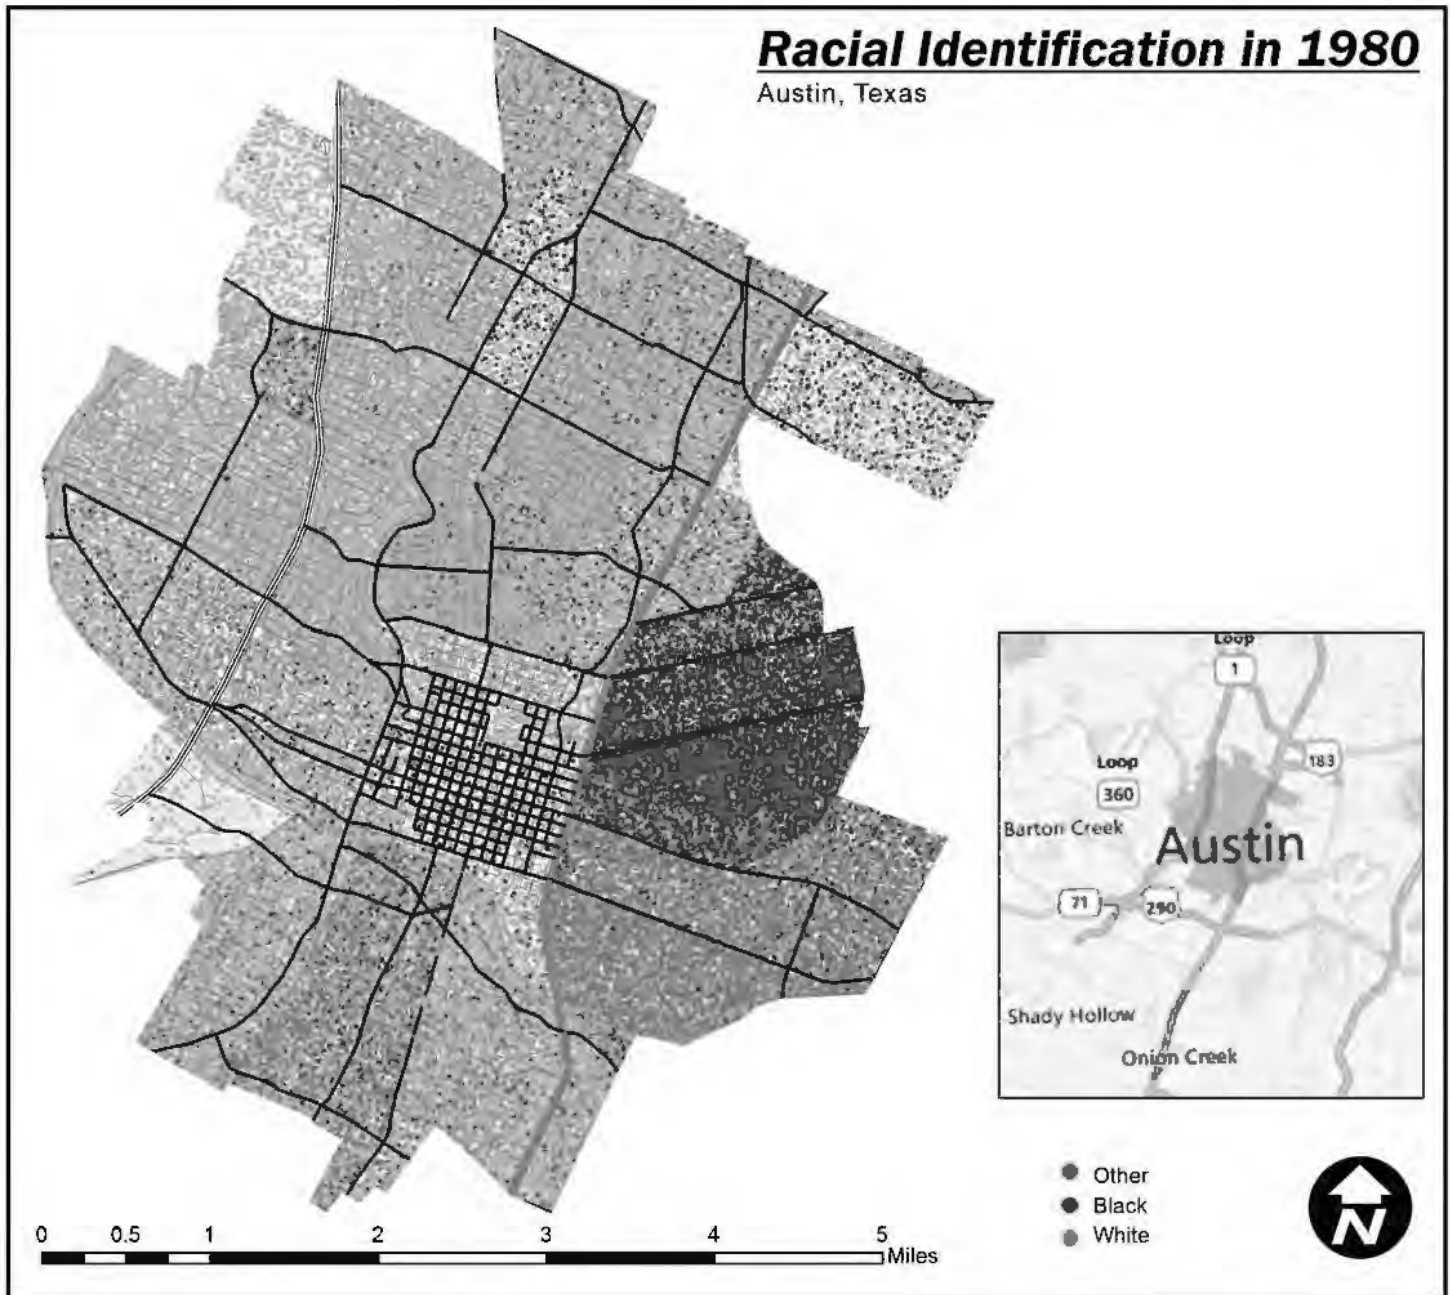 Racial Identification in 1980
Austin, Texas
Loop
1
183
Loop
360
Barton Creek
Austin
71
290
Shady Hollow
Onion Creek
Other
Black
White
N
0 0.5 1 2 3 4 5
Miles